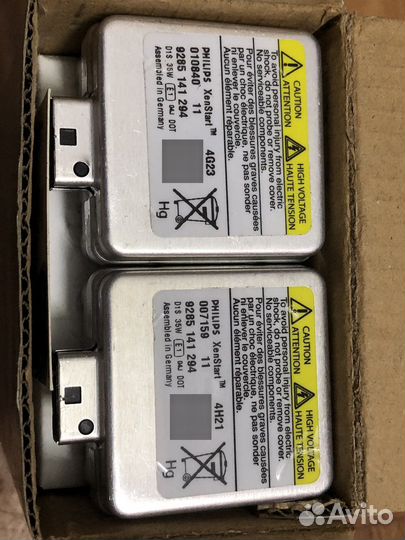 PHILIPS XenStart™ 4G23
010840 11
9285 141 294
D1S 35W E1 DOT
Assembled in Germany
Hg
CAUTION
ATTENTION
HIGH VOLTAGE
HAUTE TENSION
To avoid personal injury from electric
shock, do not probe or remove cover.
No serviceable components.
Pour éviter des blessures graves causées
par un choc électrique, ne pas sonder
ni enlever le couvercle.
Aucun élément réparable.
PHILIPS XenStart™ 4H21
007159 11
9285 141 294
D1S 35W E1 DOT
Assembled in Germany
Hg
CAUTION
ATTENTION
HIGH VOLTAGE
HAUTE TENSION
To avoid personal injury from electric
shock, do not probe or remove cover.
No serviceable components.
Pour éviter des blessures graves causées
par un choc électrique, ne pas sonder
ni enlever le couvercle.
Aucun élément réparable.
Avito